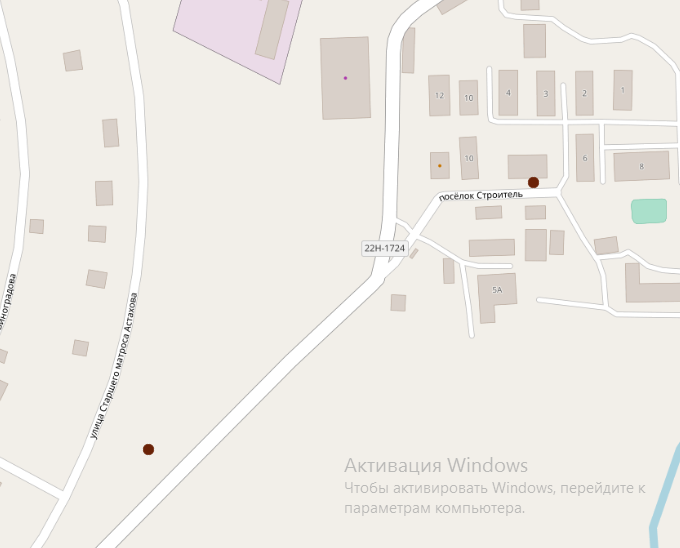 12
10
4
3
2
1
10
6
8
посёлок Строитель
22Н-1724
5А
улица Старшего матроса Астахова
Активация Windows
Чтобы активировать Windows, перейдите к
параметрам компьютера.